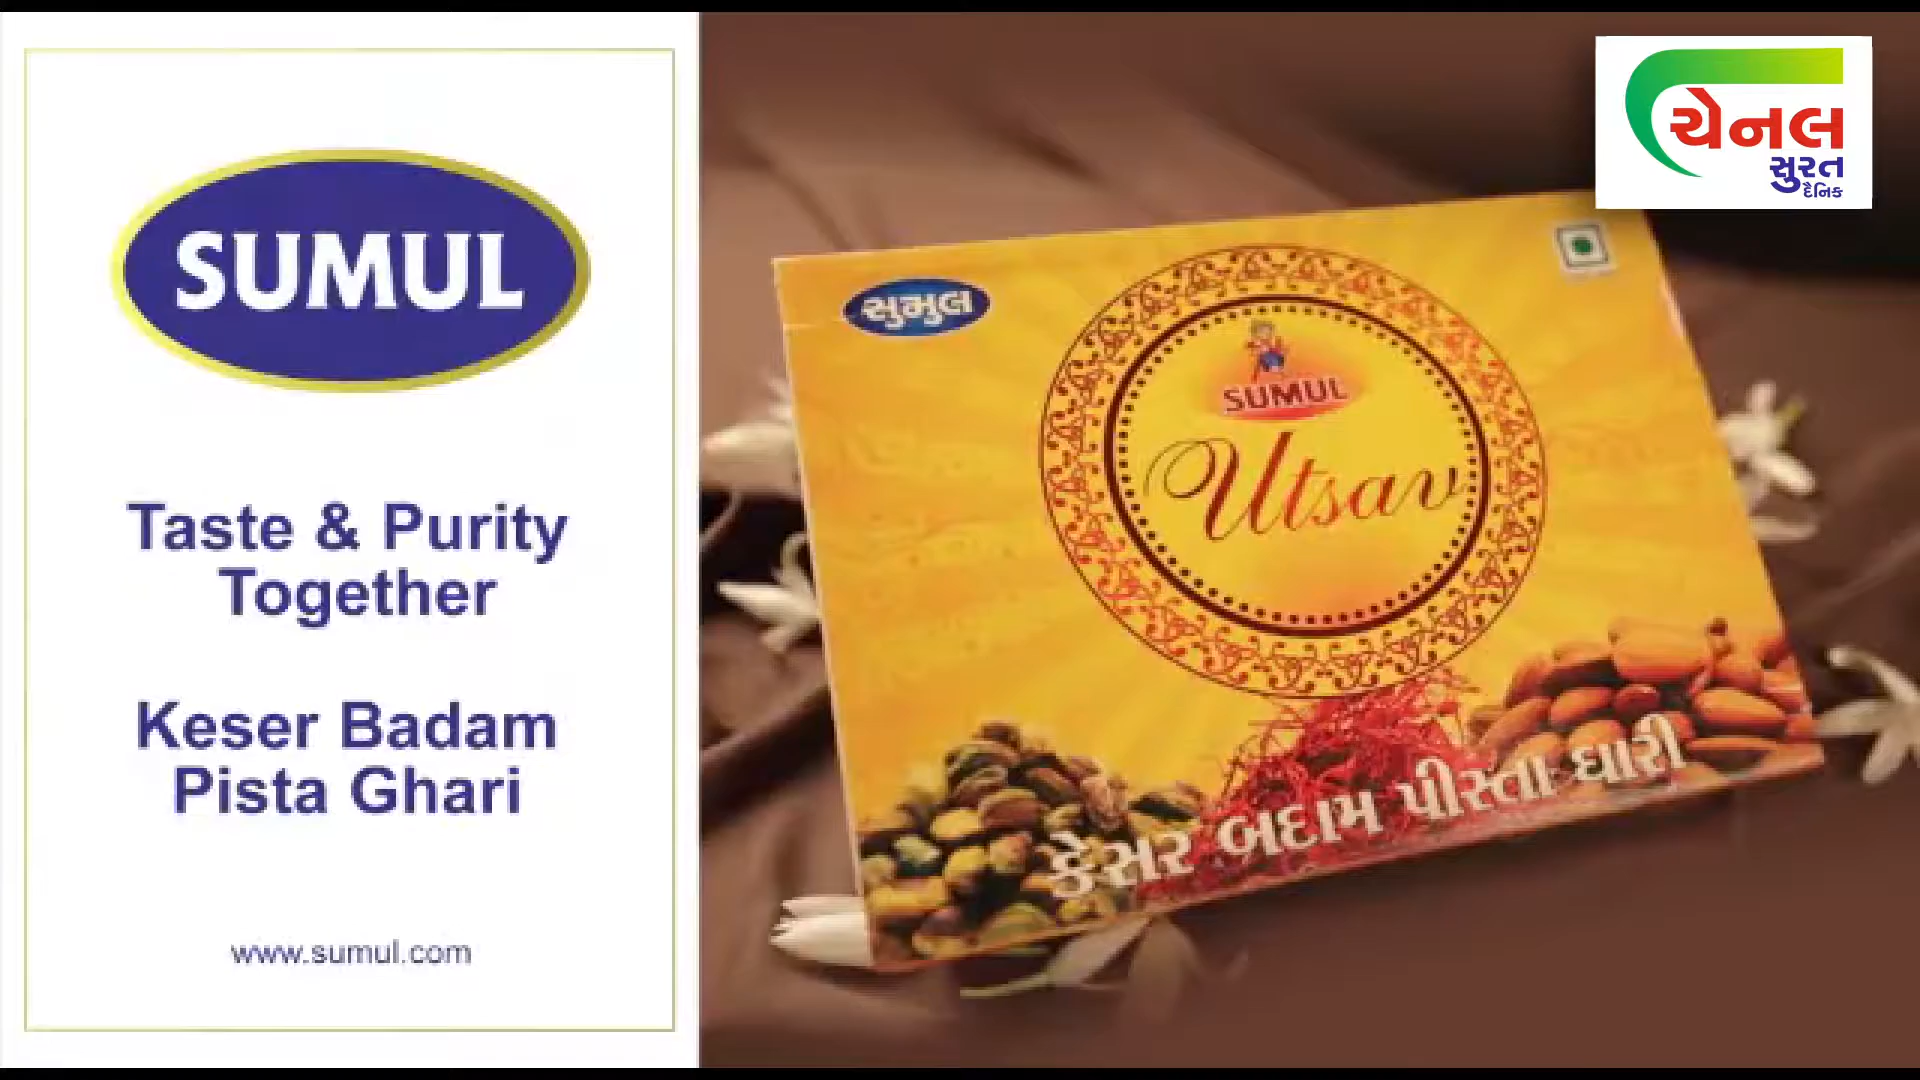 SUMUL
Taste & Purity
Together
Keser Badam
Pista Ghari
www.sumul.com
ચેનલ
સુરત
દૈનિક
સુમુલ
SUMUL
Utsav
કેસર બદામ પીસ્તા ઘારી